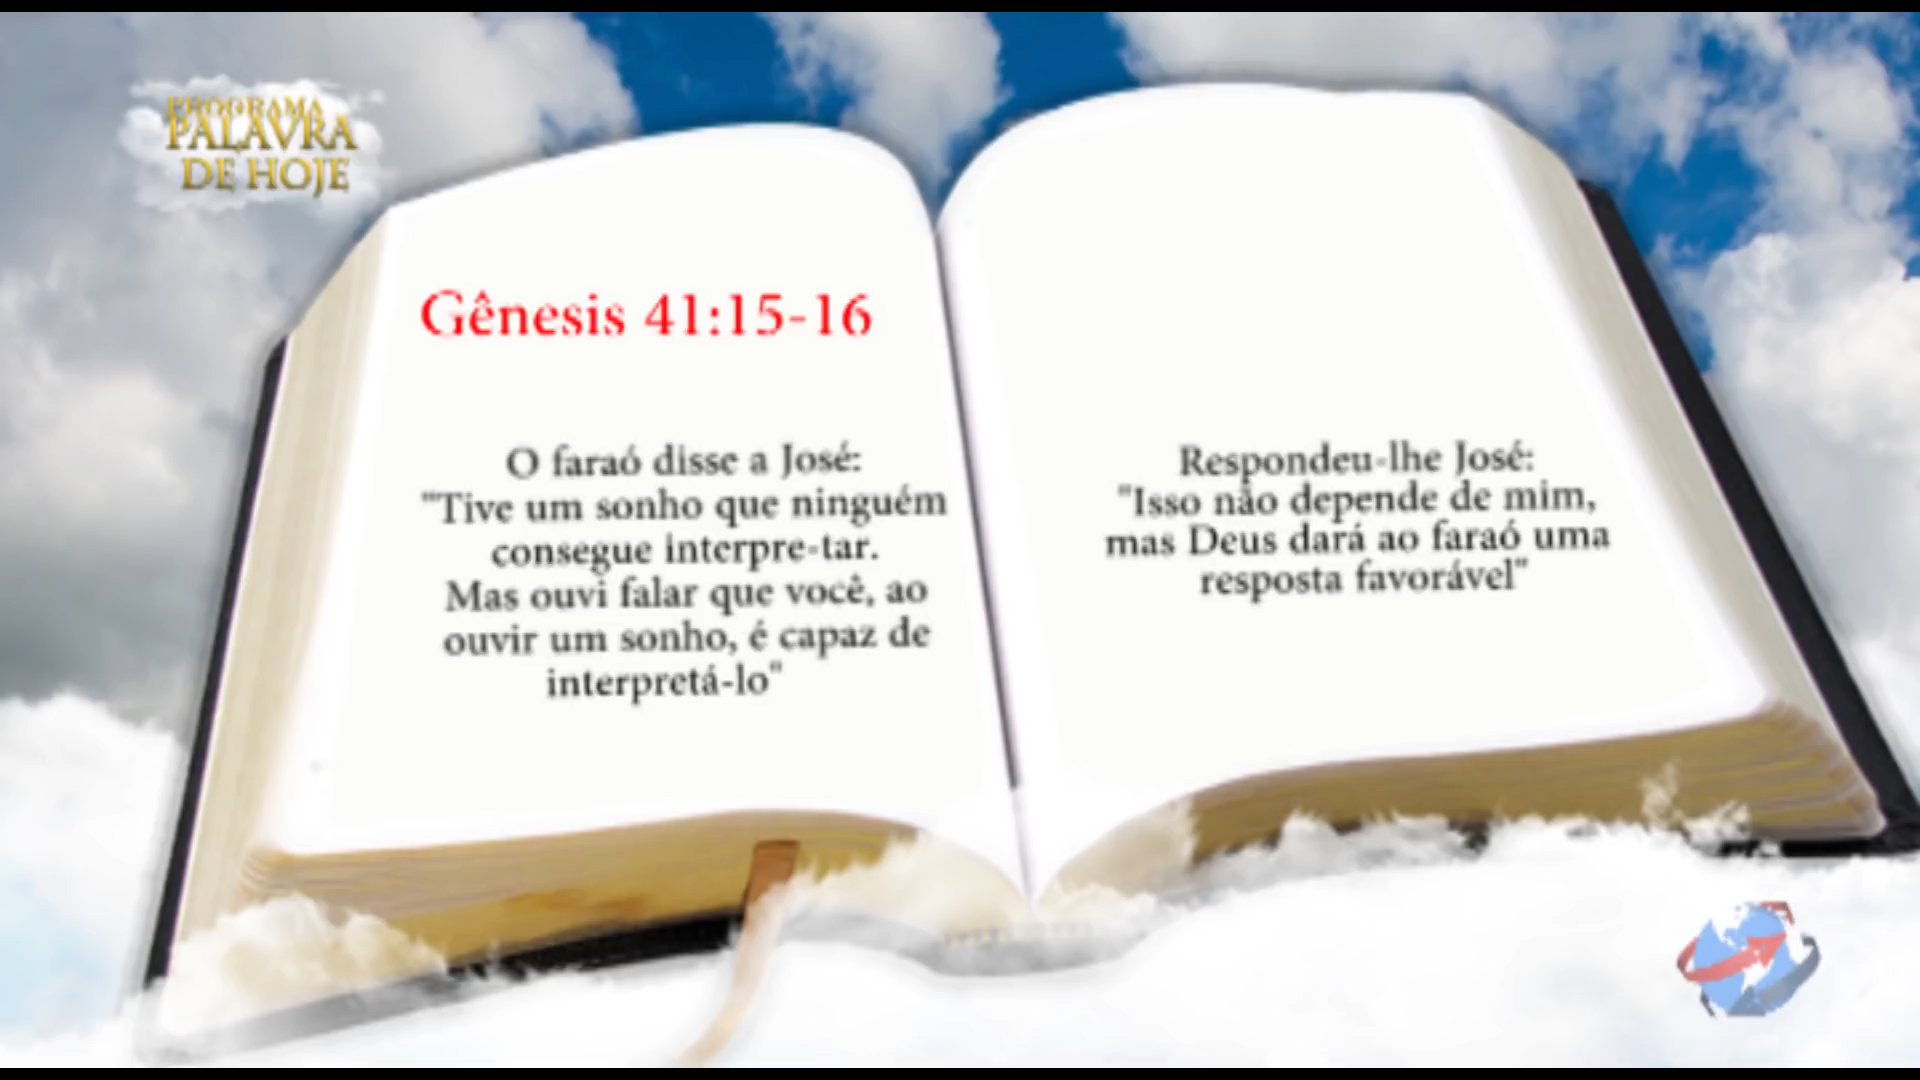 PROGRAMA
PALAVRA
DE HOJE
Gênesis 41:15-16
O faraó disse a José:
"Tive um sonho que ninguém
consegue interpre-tar.
Mas ouvi falar que você, ao
ouvir um sonho, é capaz de
interpretá-lo"
Respondeu-lhe José:
"Isso não depende de mim,
mas Deus dará ao faraó uma
resposta favorável"